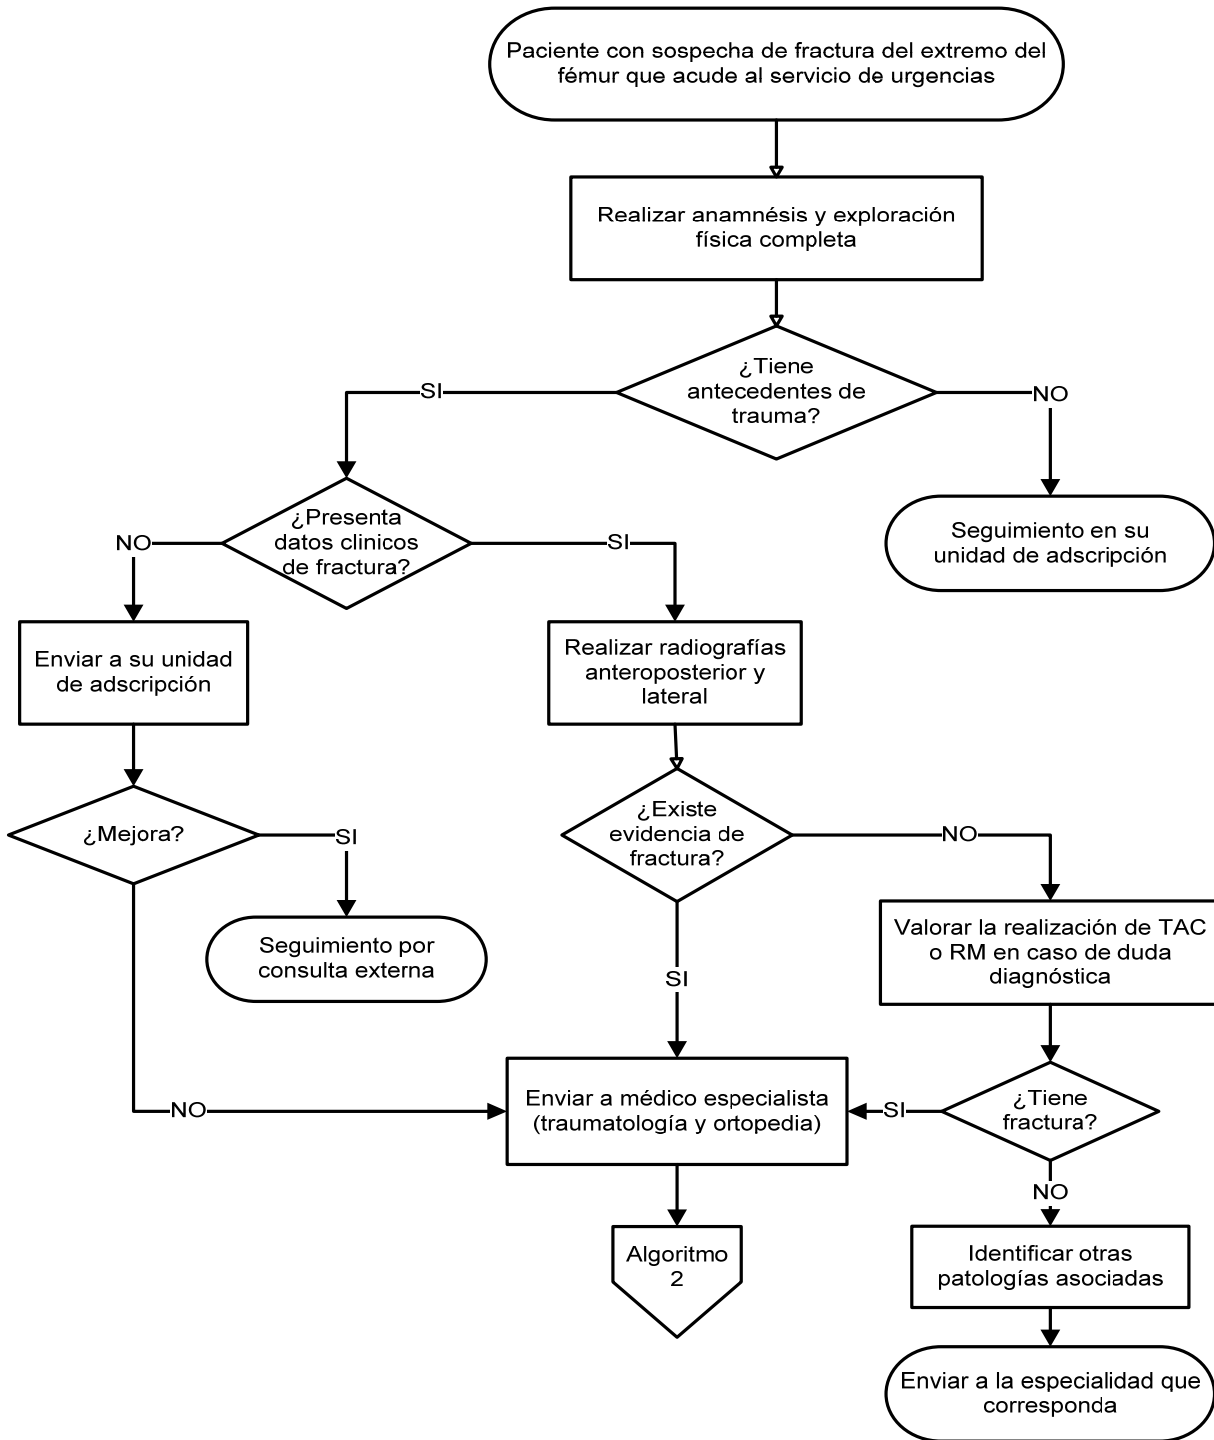 Paciente con sospecha de fractura del extremo del
fémur que acude al servicio de urgencias
Realizar anamnésis y exploración
física completa
¿Tiene
antecedentes de
trauma?
SI
NO
¿Presenta
datos clinicos
de fractura?
Seguimiento en su
unidad de adscripción
NO
SI
Enviar a su unidad
de adscripción
Realizar radiografías
anteroposterior y
lateral
¿Mejora?
SI
¿Existe
evidencia de
fractura?
NO
Seguimiento por
consulta externa
Valorar la realización de TAC
o RM en caso de duda
diagnóstica
SI
NO
Enviar a médico especialista
(traumatología y ortopedia)
SI
¿Tiene
fractura?
NO
Algoritmo
2
Identificar otras
patologías asociadas
Enviar a la especialidad que
corresponda